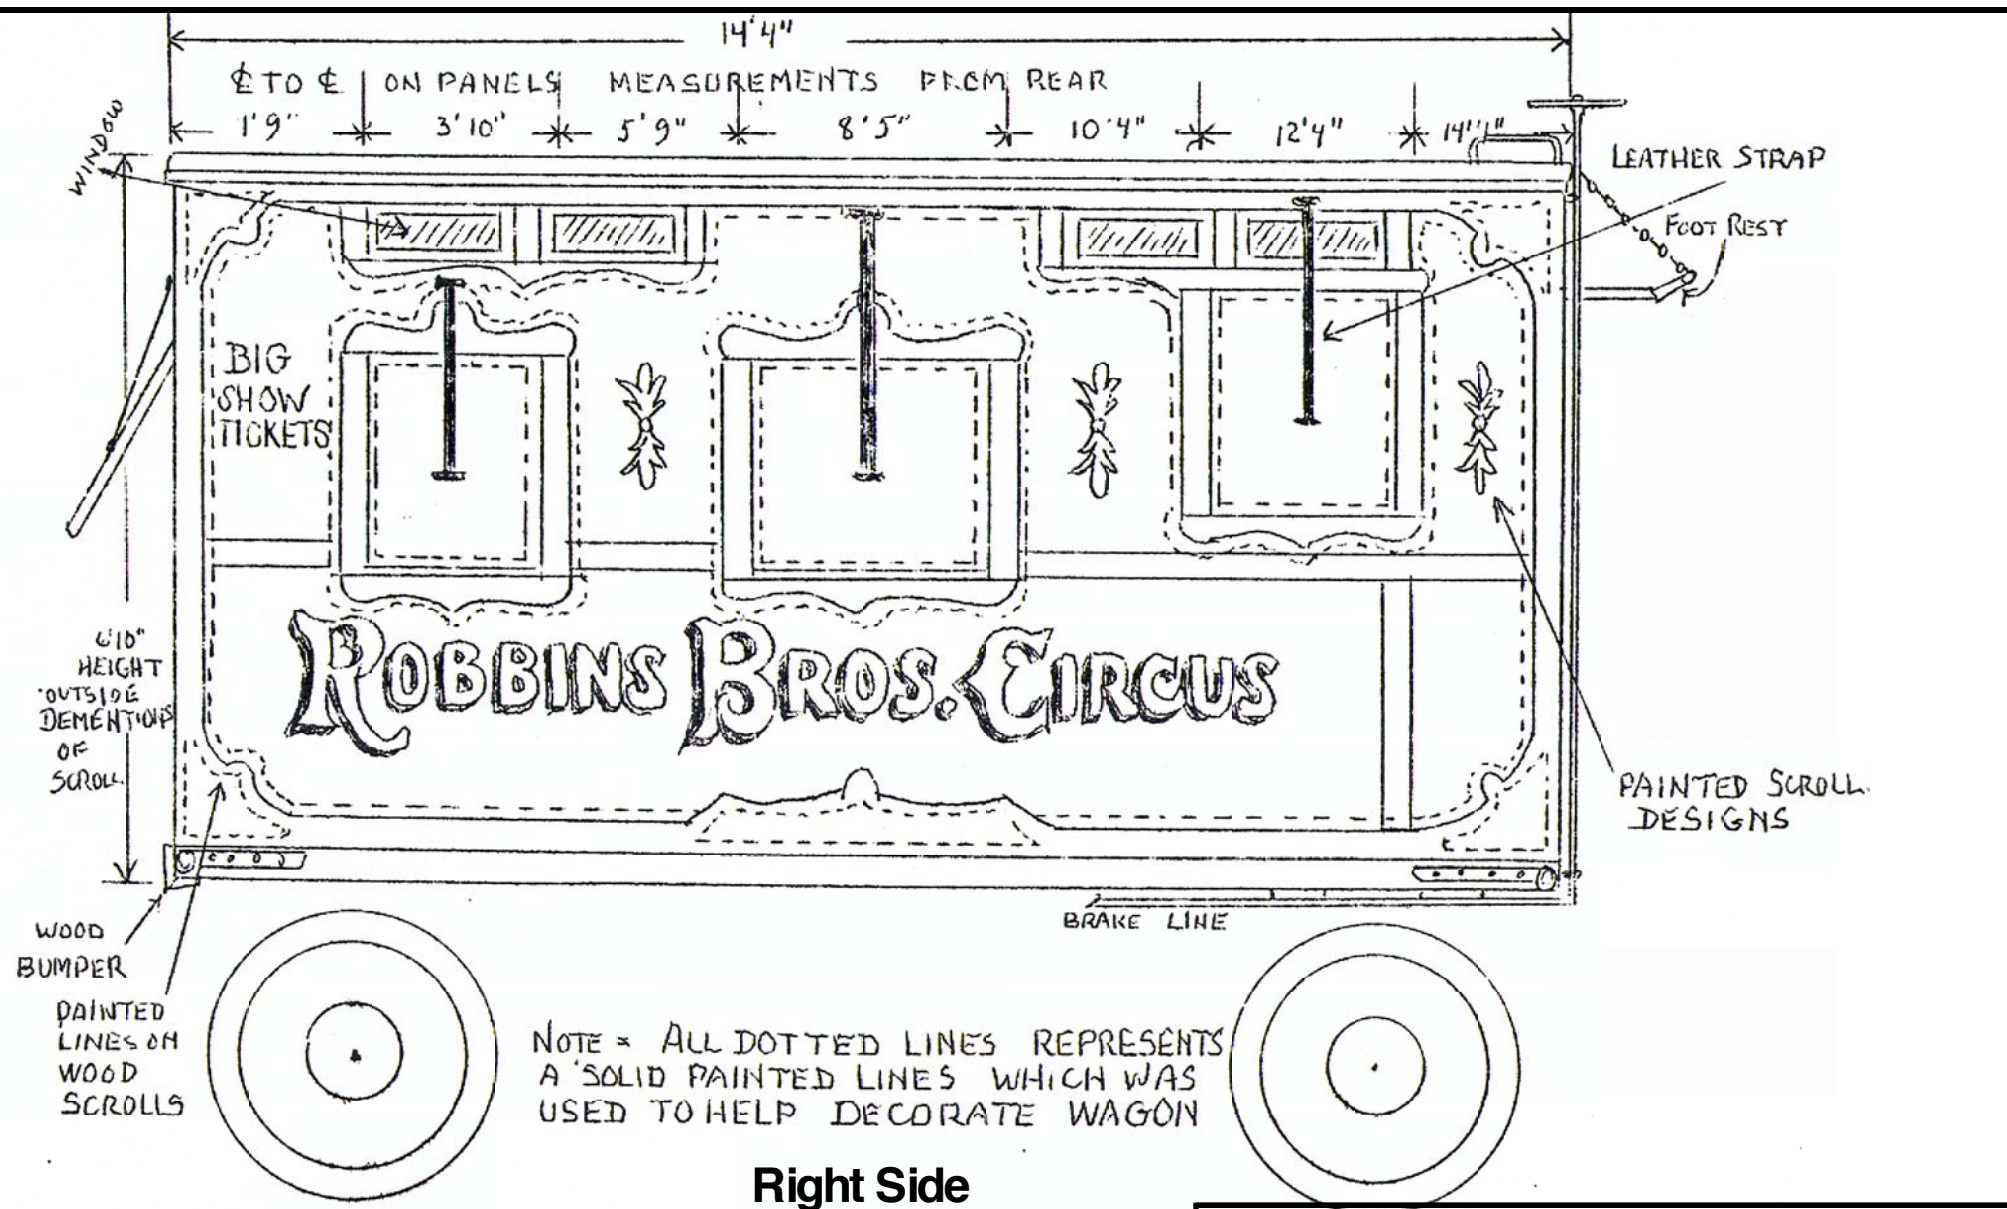 14'4"
℄ TO ℄ ON PANELS MEASUREMENTS FROM REAR
1'9" 3'10" 5'9" 8'5" 10'4" 12'4" 14'1"
WINDOW
LEATHER STRAP
FOOT REST
BIG
SHOW
TICKETS
6'10"
HEIGHT
OUTSIDE
DEMENTIONS
OF
SCROLL
ROBBINS BROS. CIRCUS
PAINTED SCROLL
DESIGNS
BRAKE LINE
WOOD
BUMPER
PAINTED
LINES ON
WOOD
SCROLLS
NOTE = ALL DOTTED LINES REPRESENTS
A SOLID PAINTED LINES WHICH WAS
USED TO HELP DECORATE WAGON
Right Side